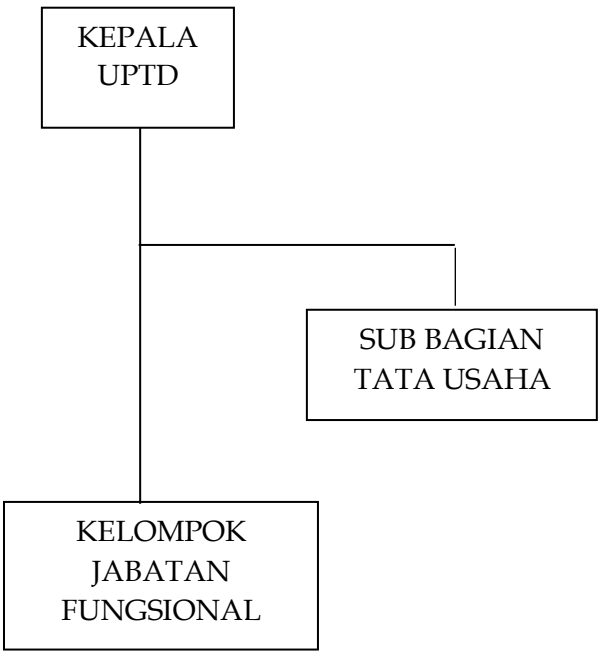 KEPALA
UPTD
SUB BAGIAN
TATA USAHA
KELOMPOK
JABATAN
FUNGSIONAL